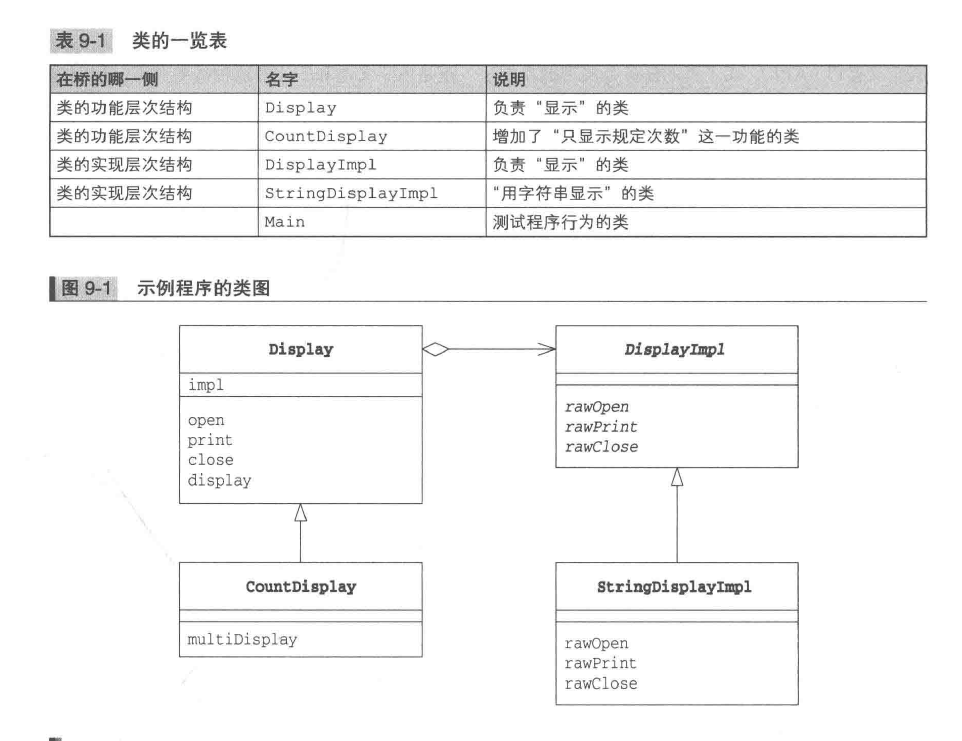 表 9-1 类的一览表
在桥的哪一侧 名字 说明
类的功能层次结构 Display 负责“显示”的类
类的功能层次结构 CountDisplay 增加了“只显示规定次数”这一功能的类
类的实现层次结构 DisplayImpl 负责“显示”的类
类的实现层次结构 StringDisplayImpl “用字符串显示”的类
Main 测试程序行为的类
图 9-1 示例程序的类图
Display
impl
open
print
close
display
DisplayImpl
rawOpen
rawPrint
rawClose
CountDisplay
multiDisplay
StringDisplayImpl
rawOpen
rawPrint
rawClose